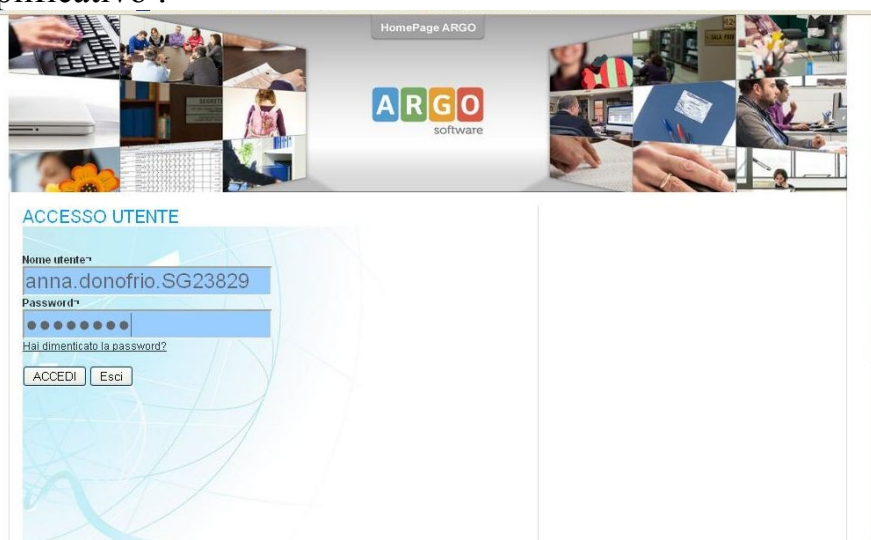 HomePage ARGO
ARGO
software
ACCESSO UTENTE
Nome utente
anna.donofrio.SG23829
Password
●●●●●●●●
Hai dimenticato la password?
ACCEDI Esci